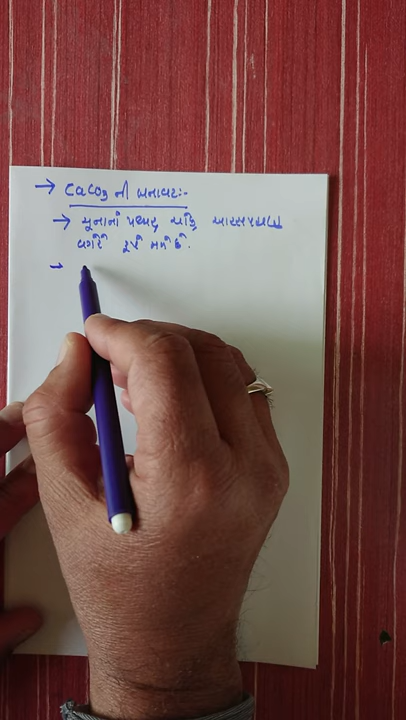 → CaCO3 ની બનાવટ:-
→ ચુનાનાં પથ્થર, ચોક, આરસપહાણ
વગેરે રૂપે મળે છે.
→